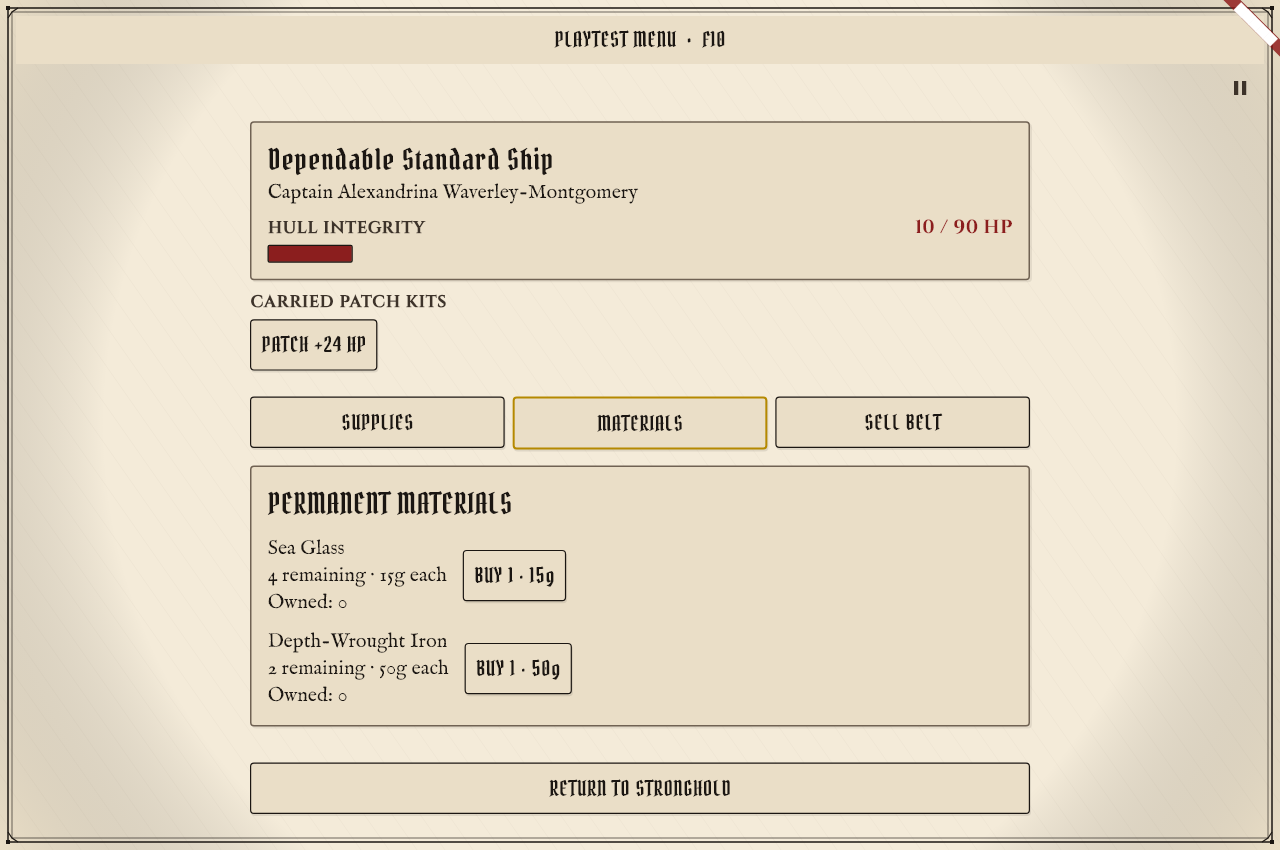 PLAYTEST MENU · F10
Dependable Standard Ship
Captain Alexandrina Waverley-Montgomery
HULL INTEGRITY
10 / 90 HP
CARRIED PATCH KITS
PATCH +24 HP
SUPPLIES
MATERIALS
SELL BELT
PERMANENT MATERIALS
Sea Glass
4 remaining · 15g each
Owned: 0
BUY 1 · 15g
Depth-Wrought Iron
2 remaining · 50g each
Owned: 0
BUY 1 · 50g
RETURN TO STRONGHOLD